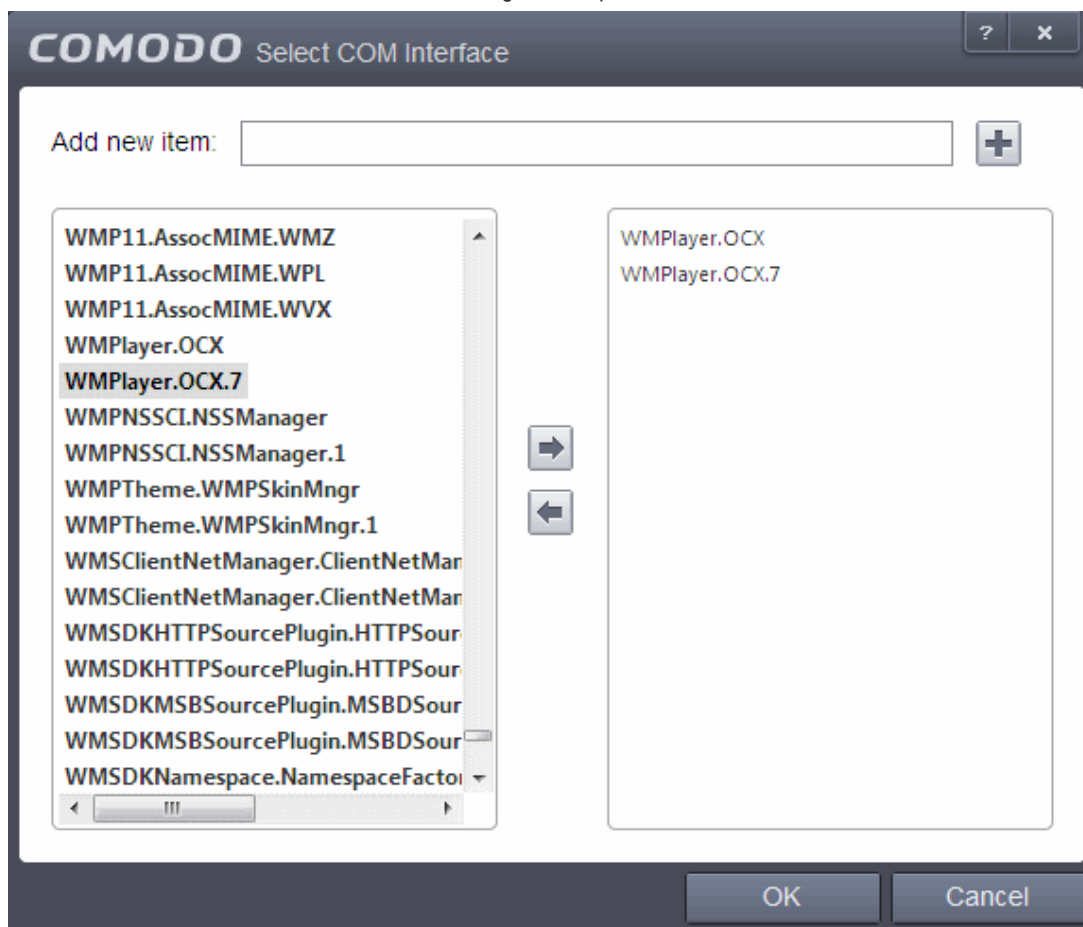 COMODO Select COM Interface
? x
Add new item:
WMP11.AssocMIME.WMZ
WMP11.AssocMIME.WPL
WMP11.AssocMIME.WVX
WMPlayer.OCX
WMPlayer.OCX.7
WMPNSSCI.NSSManager
WMPNSSCI.NSSManager.1
WMPTheme.WMPSkinMngr
WMPTheme.WMPSkinMngr.1
WMSClientNetManager.ClientNetMan
WMSClientNetManager.ClientNetMan
WMSDKHTTPSourcePlugin.HTTPSour
WMSDKHTTPSourcePlugin.HTTPSour
WMSDKMSBSourcePlugin.MSBDSour
WMSDKMSBSourcePlugin.MSBDSour
WMSDKNamespace.NamespaceFactor
WMPlayer.OCX
WMPlayer.OCX.7
OK Cancel